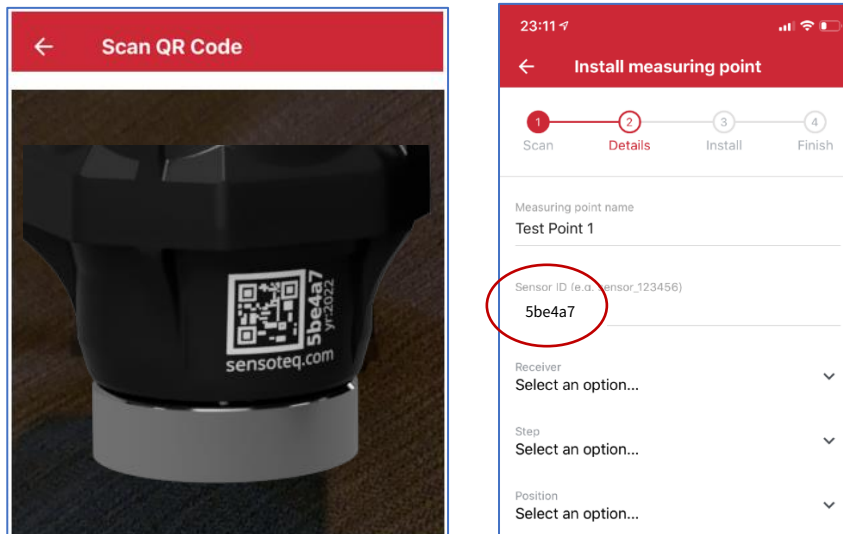 Scan QR Code
5be4a7
yr:2022
sensoteq.com
23:11
Install measuring point
1
2
3
4
Scan
Details
Install
Finish
Measuring point name
Test Point 1
Sensor ID (e.g. sensor_123456)
5be4a7
Receiver
Select an option...
Step
Select an option...
Position
Select an option...